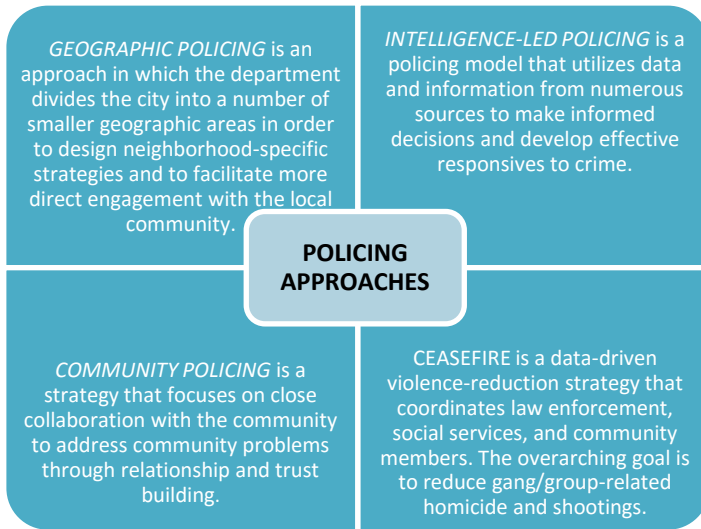 GEOGRAPHIC POLICING is an
approach in which the department
divides the city into a number of
smaller geographic areas in order
to design neighborhood-specific
strategies and to facilitate more
direct engagement with the local
community.
INTELLIGENCE-LED POLICING is a
policing model that utilizes data
and information from numerous
sources to make informed
decisions and develop effective
responsives to crime.
POLICING
APPROACHES
COMMUNITY POLICING is a
strategy that focuses on close
collaboration with the community
to address community problems
through relationship and trust
building.
CEASEFIRE is a data-driven
violence-reduction strategy that
coordinates law enforcement,
social services, and community
members. The overarching goal is
to reduce gang/group-related
homicide and shootings.